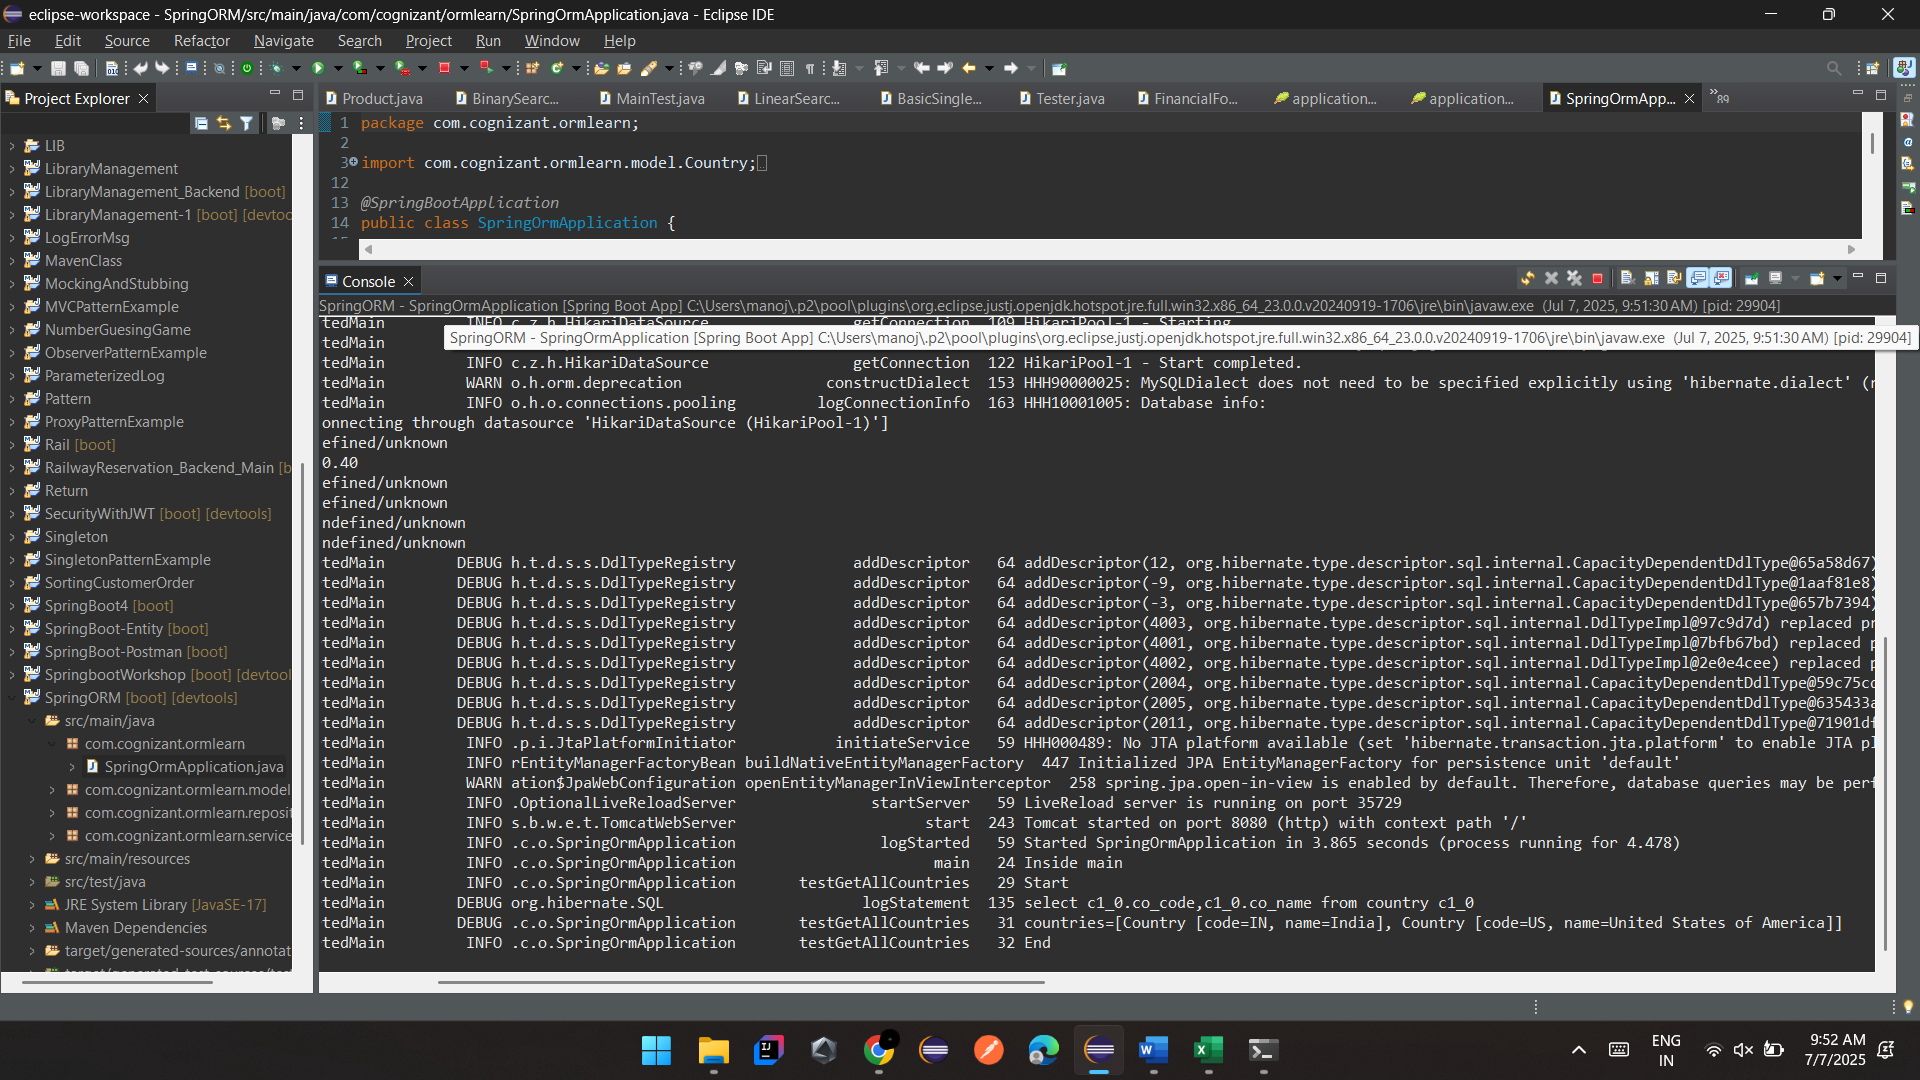 eclipse-workspace - SpringORM/src/main/java/com/cognizant/ormlearn/SpringOrmApplication.java - Eclipse IDE
File Edit Source Refactor Navigate Search Project Run Window Help
Project Explorer
LIB
LibraryManagement
LibraryManagement_Backend [boot]
LibraryManagement-1 [boot] [devtoo
LogErrorMsg
MavenClass
MockingAndStubbing
MVCPatternExample
NumberGuesingGame
ObserverPatternExample
ParameterizedLog
Pattern
ProxyPatternExample
Rail [boot]
RailwayReservation_Backend_Main [b
Return
SecurityWithJWT [boot] [devtools]
Singleton
SingletonPatternExample
SortingCustomerOrder
SpringBoot4 [boot]
SpringBoot-Entity [boot]
SpringBoot-Postman [boot]
SpringbootWorkshop [boot] [devtool
SpringORM [boot] [devtools]
src/main/java
com.cognizant.ormlearn
SpringOrmApplication.java
com.cognizant.ormlearn.model
com.cognizant.ormlearn.reposit
com.cognizant.ormlearn.service
src/main/resources
src/test/java
JRE System Library [JavaSE-17]
Maven Dependencies
target/generated-sources/annotat
Product.java BinarySearc... MainTest.java LinearSearc... BasicSingle... Tester.java FinancialFo... application... application... SpringOrmApp... »89
1 package com.cognizant.ormlearn;
2
3 import com.cognizant.ormlearn.model.Country;
12
13 @SpringBootApplication
14 public class SpringOrmApplication {
Console
SpringORM - SpringOrmApplication [Spring Boot App] C:\Users\manoj\.p2\pool\plugins\org.eclipse.justj.openjdk.hotspot.jre.full.win32.x86_64_23.0.0.v20240919-1706\jre\bin\javaw.exe (Jul 7, 2025, 9:51:30 AM) [pid: 29904]
tedMain INFO c.z.h.HikariDataSource getConnection 109 HikariPool-1 - Starting...
tedMain
SpringORM - SpringOrmApplication [Spring Boot App] C:\Users\manoj\.p2\pool\plugins\org.eclipse.justj.openjdk.hotspot.jre.full.win32.x86_64_23.0.0.v20240919-1706\jre\bin\javaw.exe (Jul 7, 2025, 9:51:30 AM) [pid: 29904]
tedMain INFO c.z.h.HikariDataSource getConnection 122 HikariPool-1 - Start completed.
tedMain WARN o.h.orm.deprecation constructDialect 153 HHH90000025: MySQLDialect does not need to be specified explicitly using 'hibernate.dialect' (r
tedMain INFO o.h.o.connections.pooling logConnectionInfo 163 HHH10001005: Database info:
onnecting through datasource 'HikariDataSource (HikariPool-1)']
efined/unknown
0.40
efined/unknown
efined/unknown
ndefined/unknown
ndefined/unknown
tedMain DEBUG h.t.d.s.s.DdlTypeRegistry addDescriptor 64 addDescriptor(12, org.hibernate.type.descriptor.sql.internal.CapacityDependentDdlType@65a58d67)
tedMain DEBUG h.t.d.s.s.DdlTypeRegistry addDescriptor 64 addDescriptor(-9, org.hibernate.type.descriptor.sql.internal.CapacityDependentDdlType@1aaf81e8)
tedMain DEBUG h.t.d.s.s.DdlTypeRegistry addDescriptor 64 addDescriptor(-3, org.hibernate.type.descriptor.sql.internal.CapacityDependentDdlType@657b7394)
tedMain DEBUG h.t.d.s.s.DdlTypeRegistry addDescriptor 64 addDescriptor(4003, org.hibernate.type.descriptor.sql.internal.DdlTypeImpl@97c9d7d) replaced pr
tedMain DEBUG h.t.d.s.s.DdlTypeRegistry addDescriptor 64 addDescriptor(4001, org.hibernate.type.descriptor.sql.internal.DdlTypeImpl@7bfb67bd) replaced p
tedMain DEBUG h.t.d.s.s.DdlTypeRegistry addDescriptor 64 addDescriptor(4002, org.hibernate.type.descriptor.sql.internal.DdlTypeImpl@2e0e4cee) replaced p
tedMain DEBUG h.t.d.s.s.DdlTypeRegistry addDescriptor 64 addDescriptor(2004, org.hibernate.type.descriptor.sql.internal.CapacityDependentDdlType@59c75cc
tedMain DEBUG h.t.d.s.s.DdlTypeRegistry addDescriptor 64 addDescriptor(2005, org.hibernate.type.descriptor.sql.internal.CapacityDependentDdlType@635433a
tedMain DEBUG h.t.d.s.s.DdlTypeRegistry addDescriptor 64 addDescriptor(2011, org.hibernate.type.descriptor.sql.internal.CapacityDependentDdlType@71901df
tedMain INFO .p.i.JtaPlatformInitiator initiateService 59 HHH000489: No JTA platform available (set 'hibernate.transaction.jta.platform' to enable JTA pl
tedMain INFO rEntityManagerFactoryBean buildNativeEntityManagerFactory 447 Initialized JPA EntityManagerFactory for persistence unit 'default'
tedMain WARN ation$JpaWebConfiguration openEntityManagerInViewInterceptor 258 spring.jpa.open-in-view is enabled by default. Therefore, database queries may be perf
tedMain INFO .OptionalLiveReloadServer startServer 59 LiveReload server is running on port 35729
tedMain INFO s.b.w.e.t.TomcatWebServer start 243 Tomcat started on port 8080 (http) with context path '/'
tedMain INFO .c.o.SpringOrmApplication logStarted 59 Started SpringOrmApplication in 3.865 seconds (process running for 4.478)
tedMain INFO .c.o.SpringOrmApplication main 24 Inside main
tedMain INFO .c.o.SpringOrmApplication testGetAllCountries 29 Start
tedMain DEBUG org.hibernate.SQL logStatement 135 select c1_0.co_code,c1_0.co_name from country c1_0
tedMain DEBUG .c.o.SpringOrmApplication testGetAllCountries 31 countries=[Country [code=IN, name=India], Country [code=US, name=United States of America]]
tedMain INFO .c.o.SpringOrmApplication testGetAllCountries 32 End
ENG
IN
9:52 AM
7/7/2025